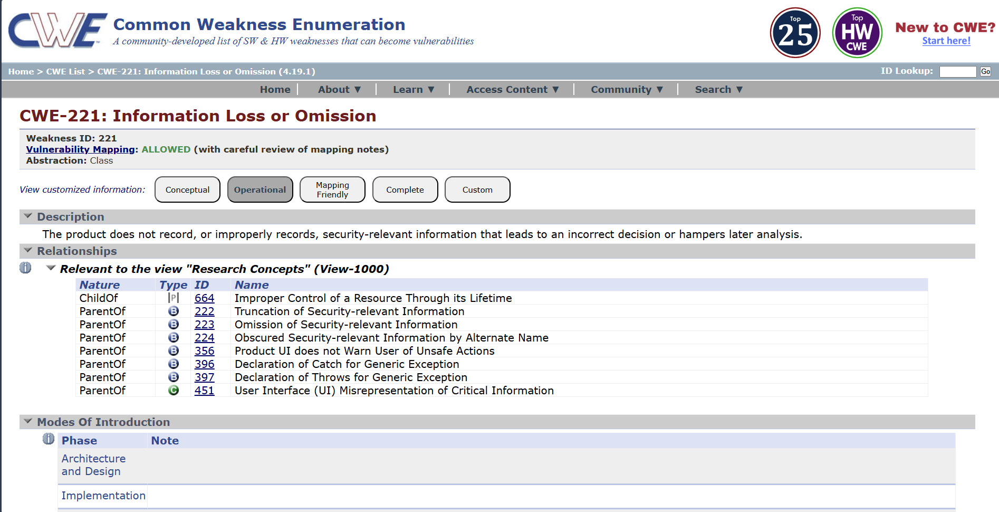 CWE
Common Weakness Enumeration
A community-developed list of SW & HW weaknesses that can become vulnerabilities
Top
25
Top
HW
CWE
New to CWE?
Start here!
Home > CWE List > CWE-221: Information Loss or Omission (4.19.1)
ID Lookup:
Go
Home
About ▼
Learn ▼
Access Content ▼
Community ▼
Search ▼
CWE-221: Information Loss or Omission
Weakness ID: 221
Vulnerability Mapping: ALLOWED (with careful review of mapping notes)
Abstraction: Class
View customized information:
Conceptual
Operational
Mapping
Friendly
Complete
Custom
Description
The product does not record, or improperly records, security-relevant information that leads to an incorrect decision or hampers later analysis.
Relationships
Relevant to the view "Research Concepts" (View-1000)
Nature Type ID Name
ChildOf P 664 Improper Control of a Resource Through its Lifetime
ParentOf B 222 Truncation of Security-relevant Information
ParentOf B 223 Omission of Security-relevant Information
ParentOf B 224 Obscured Security-relevant Information by Alternate Name
ParentOf B 356 Product UI does not Warn User of Unsafe Actions
ParentOf B 396 Declaration of Catch for Generic Exception
ParentOf B 397 Declaration of Throws for Generic Exception
ParentOf C 451 User Interface (UI) Misrepresentation of Critical Information
Modes Of Introduction
Phase Note
Architecture
and Design
Implementation